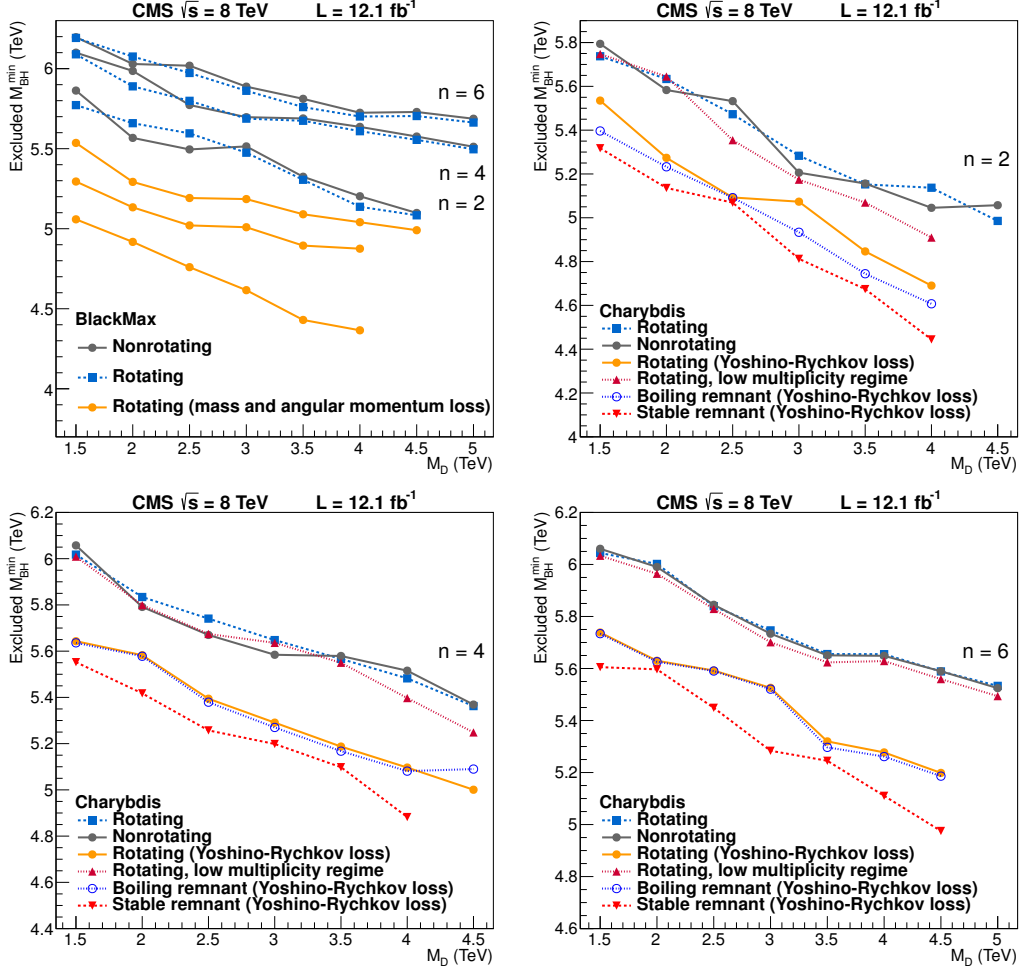 CMS √s = 8 TeV L = 12.1 fb⁻¹
Excluded M_BH^min (TeV)
6
5.5
5
4.5
4
n = 6
n = 4
n = 2
BlackMax
Nonrotating
Rotating
Rotating (mass and angular momentum loss)
1.5 2 2.5 3 3.5 4 4.5 5
M_D (TeV)
CMS √s = 8 TeV L = 12.1 fb⁻¹
Excluded M_BH^min (TeV)
5.8
5.6
5.4
5.2
5
4.8
4.6
4.4
4.2
4
n = 2
Charybdis
Rotating
Nonrotating
Rotating (Yoshino-Rychkov loss)
Rotating, low multiplicity regime
Boiling remnant (Yoshino-Rychkov loss)
Stable remnant (Yoshino-Rychkov loss)
1.5 2 2.5 3 3.5 4 4.5
M_D (TeV)
CMS √s = 8 TeV L = 12.1 fb⁻¹
Excluded M_BH^min (TeV)
6.2
6
5.8
5.6
5.4
5.2
5
4.8
4.6
4.4
n = 4
Charybdis
Rotating
Nonrotating
Rotating (Yoshino-Rychkov loss)
Rotating, low multiplicity regime
Boiling remnant (Yoshino-Rychkov loss)
Stable remnant (Yoshino-Rychkov loss)
1.5 2 2.5 3 3.5 4 4.5
M_D (TeV)
CMS √s = 8 TeV L = 12.1 fb⁻¹
Excluded M_BH^min (TeV)
6.2
6
5.8
5.6
5.4
5.2
5
4.8
4.6
n = 6
Charybdis
Rotating
Nonrotating
Rotating (Yoshino-Rychkov loss)
Rotating, low multiplicity regime
Boiling remnant (Yoshino-Rychkov loss)
Stable remnant (Yoshino-Rychkov loss)
1.5 2 2.5 3 3.5 4 4.5 5
M_D (TeV)